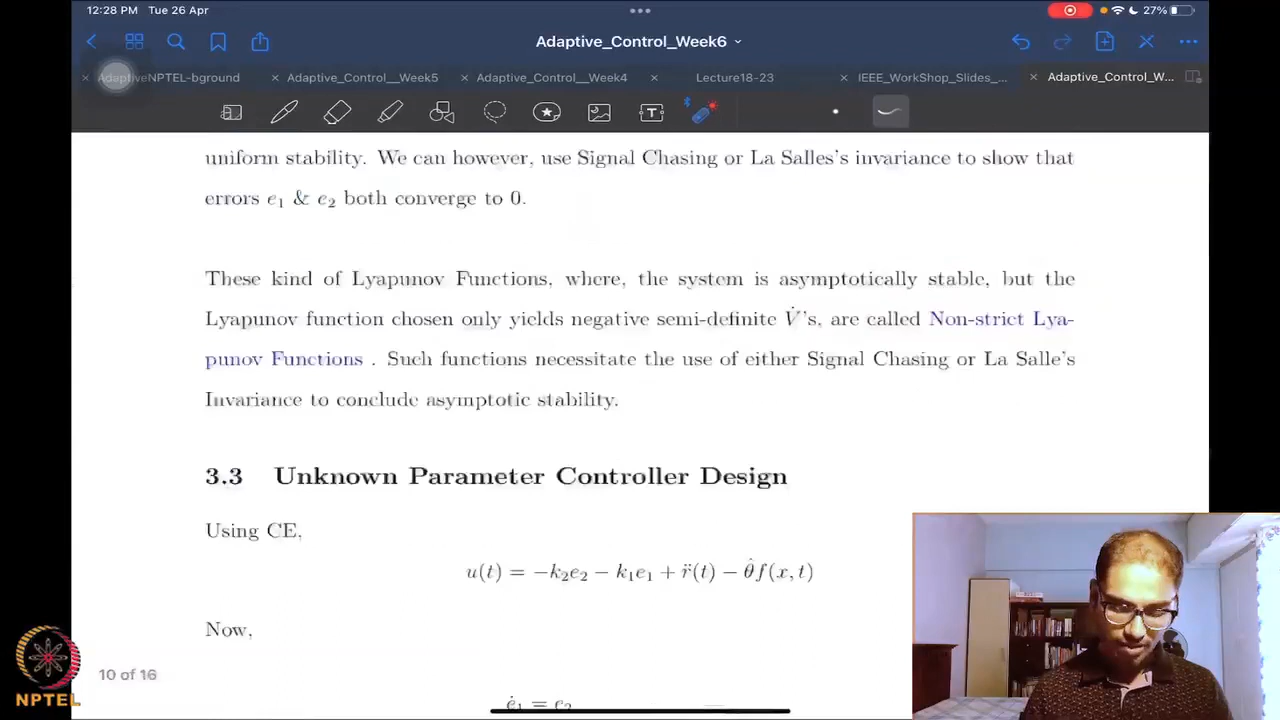 12:28 PM Tue 26 Apr
27%
Adaptive_Control_Week6
AdaptiveNPTEL-bground
Adaptive_Control__Week5
Adaptive_Control__Week4
Lecture18-23
IEEE_WorkShop_Slides_...
Adaptive_Control_W...
uniform stability. We can however, use Signal Chasing or La Salles's invariance to show that
errors e₁ & e₂ both converge to 0.
These kind of Lyapunov Functions, where, the system is asymptotically stable, but the
Lyapunov function chosen only yields negative semi-definite V̇'s, are called Non-strict Lya-
punov Functions . Such functions necessitate the use of either Signal Chasing or La Salle's
Invariance to conclude asymptotic stability.
3.3 Unknown Parameter Controller Design
Using CE,
u(t) = −k₂e₂ − k₁e₁ + r̈(t) − θ̂f(x, t)
Now,
ė₁ = e₂
10 of 16
NPTEL